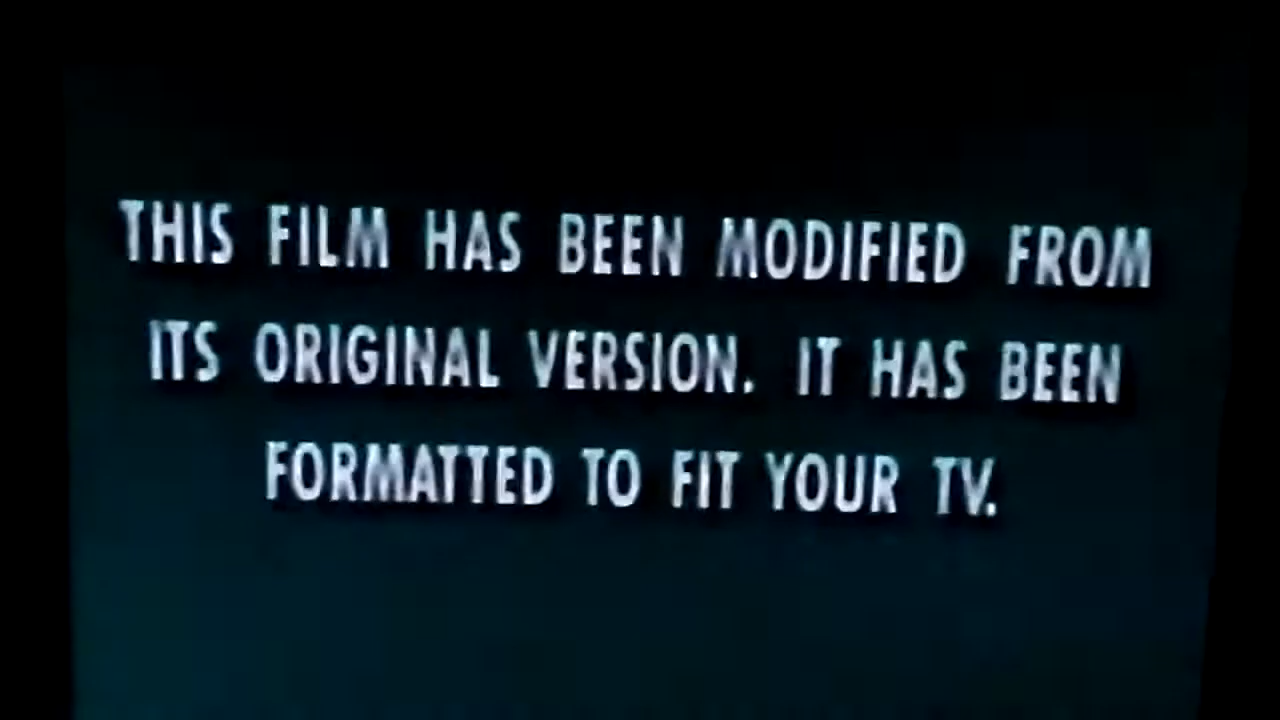 THIS FILM HAS BEEN MODIFIED FROM
ITS ORIGINAL VERSION. IT HAS BEEN
FORMATTED TO FIT YOUR TV.